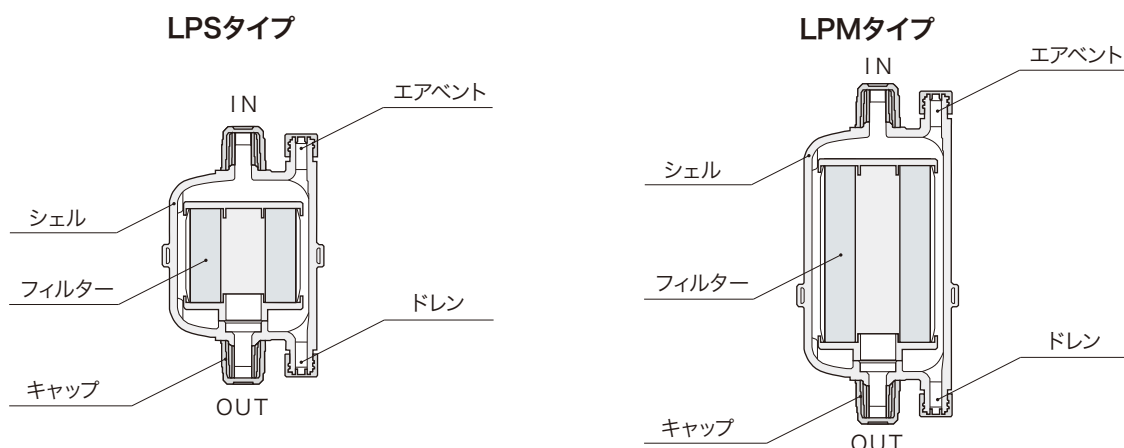 LPSタイプ
IN
エアベント
シェル
フィルター
ドレン
キャップ
OUT
LPMタイプ
IN
エアベント
シェル
フィルター
ドレン
キャップ
OUT